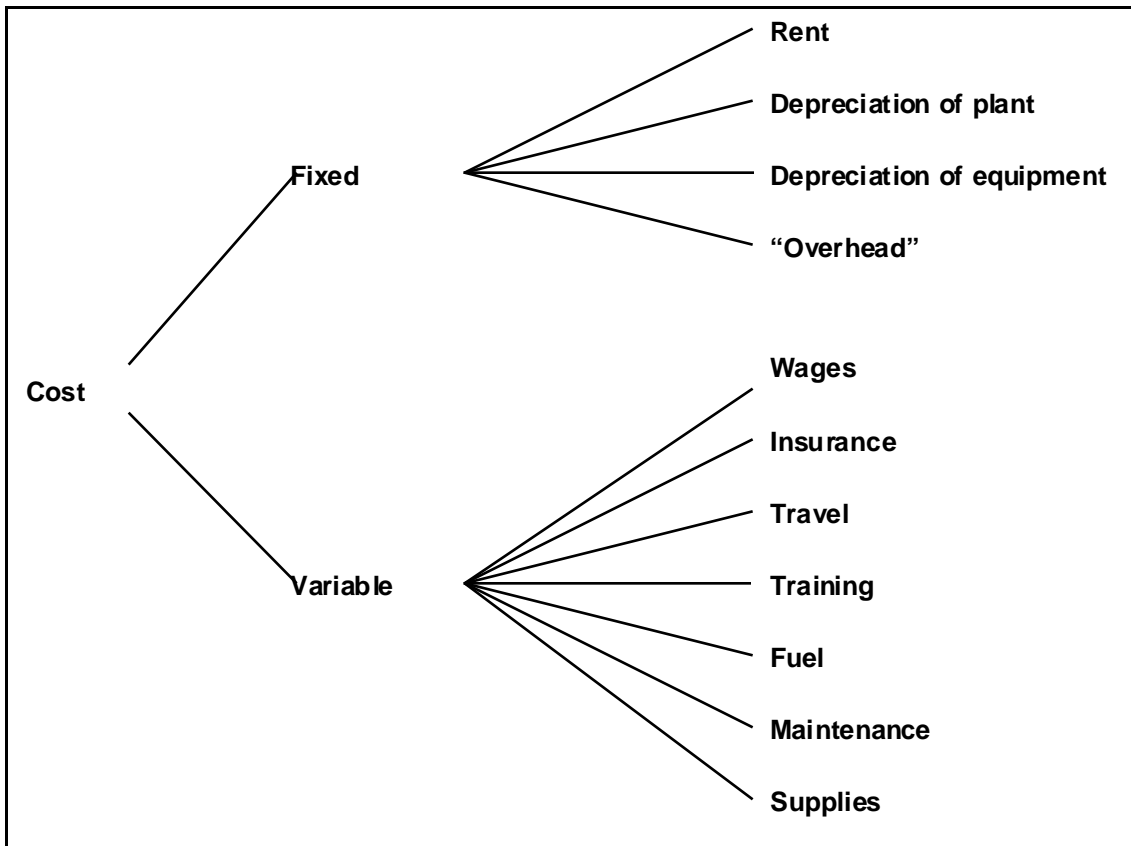 Rent
Depreciation of plant
Fixed
Depreciation of equipment
“Overhead”
Cost
Wages
Insurance
Travel
Variable
Training
Fuel
Maintenance
Supplies